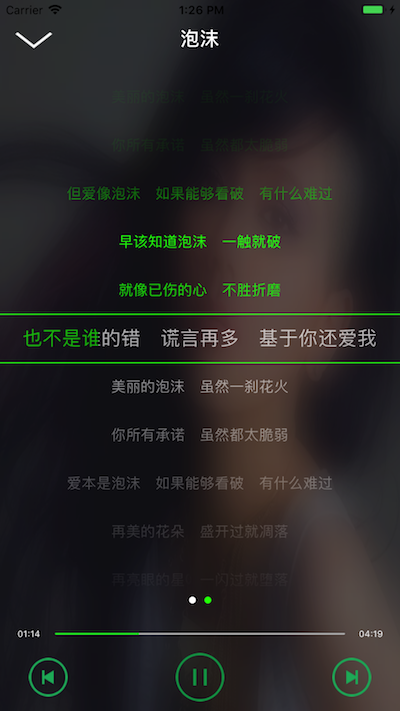 Carrier 1:26 PM
泡沫
美丽的泡沫 虽然一刹花火
你所有承诺 虽然都太脆弱
但爱像泡沫 如果能够看破 有什么难过
早该知道泡沫 一触就破
就像已伤的心 不胜折磨
也不是谁的错 谎言再多 基于你还爱我
美丽的泡沫 虽然一刹花火
你所有承诺 虽然都太脆弱
爱本是泡沫 如果能够看破 有什么难过
再美的花朵 盛开过就凋落
再亮眼的星 一闪过就堕落
01:14 04:19